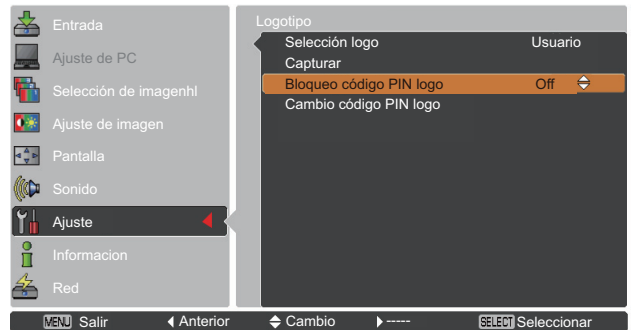 Entrada
Ajuste de PC
Selección de imagenhl
Ajuste de imagen
Pantalla
Sonido
Ajuste
Informacion
Red
Logotipo
Selección logo Usuario
Capturar
Bloqueo código PIN logo Off
Cambio código PIN logo
MENU Salir Anterior Cambio ----- SELECT Seleccionar